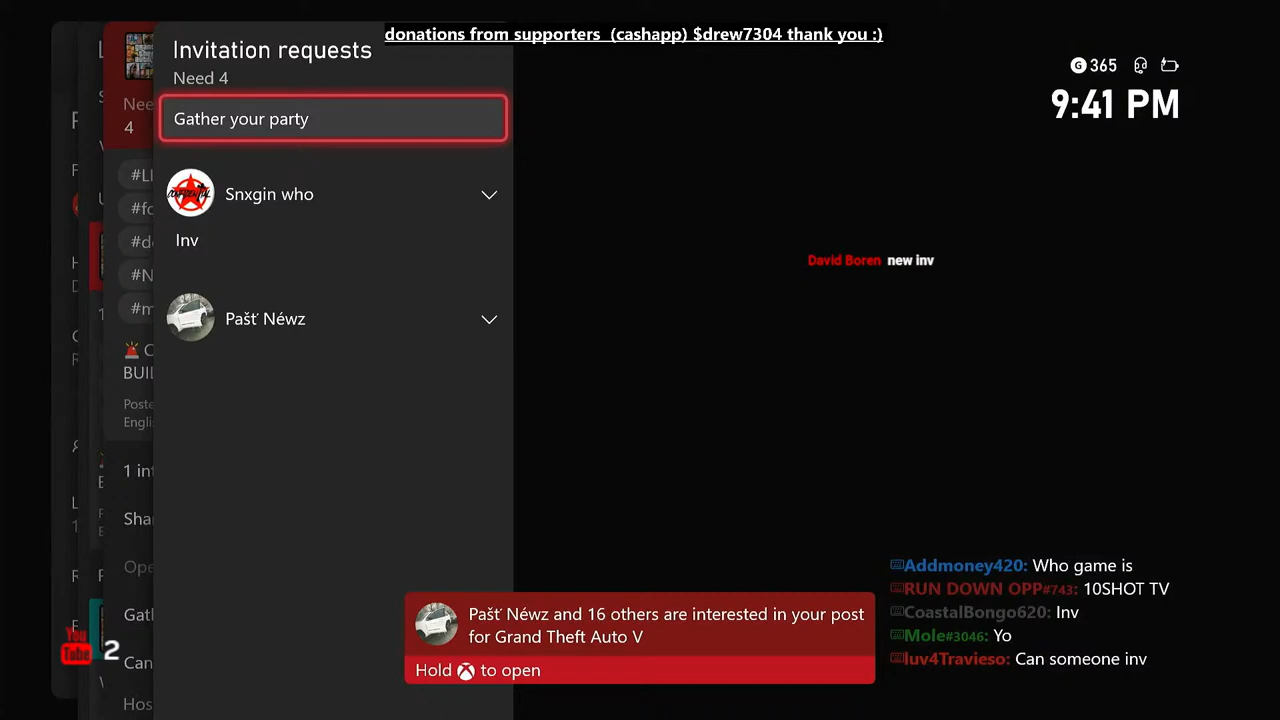 donations from supporters (cashapp) $drew7304 thank you :)
Invitation requests
Need 4
Gather your party
Snxgin who
Inv
Pašť Néwz
G 365
9:41 PM
David Boren new inv
Nee
4
#LI
#fo
#de
#N
#m
BUIL
Poste
Englis
1 int
Sha
Ope
Gath
Can
Hos
You
Tube 2
Pašť Néwz and 16 others are interested in your post
for Grand Theft Auto V
Hold to open
Addmoney420: Who game is
RUN DOWN OPP#743: 10SHOT TV
CoastalBongo620: Inv
Mole#3046: Yo
luv4Travieso: Can someone inv